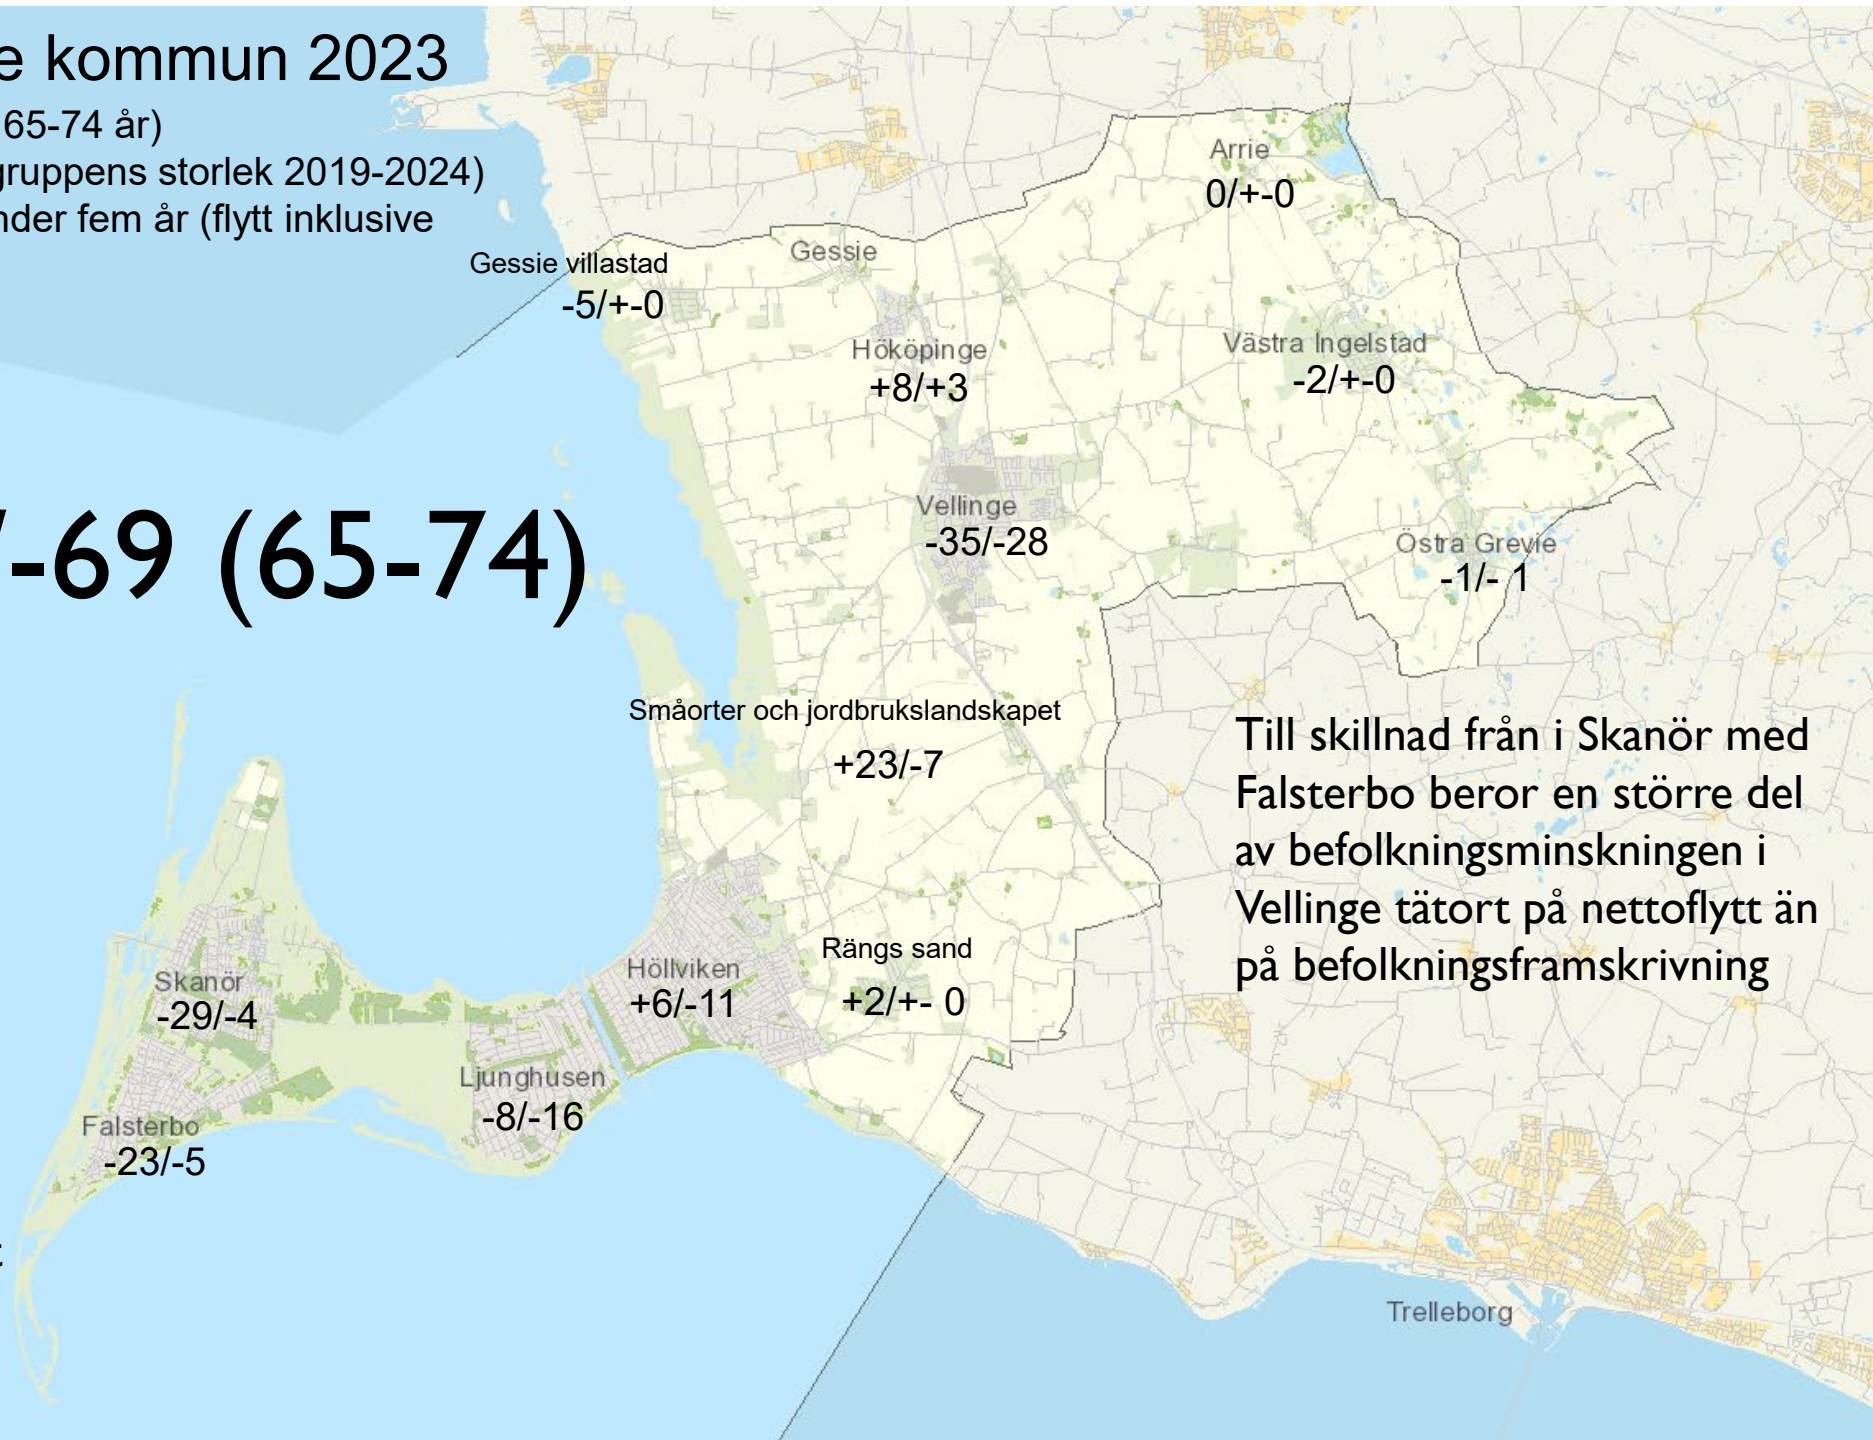 e kommun 2023
65-74 år)
gruppens storlek 2019-2024)
nder fem år (flytt inklusive
Arrie
0/+-0
Gessie villastad
-5/+-0
Gessie
Hököpinge
+8/+3
Västra Ingelstad
-2/+-0
Vellinge
-35/-28
Östra Grevie
-1/- 1
/-69 (65-74)
Småorter och jordbrukslandskapet
+23/-7
Till skillnad från i Skanör med
Falsterbo beror en större del
av befolkningsminskningen i
Vellinge tätort på nettoflytt än
på befolkningsframskrivning
Rängs sand
+2/+- 0
Höllviken
+6/-11
Skanör
-29/-4
Ljunghusen
-8/-16
Falsterbo
-23/-5
t
Trelleborg